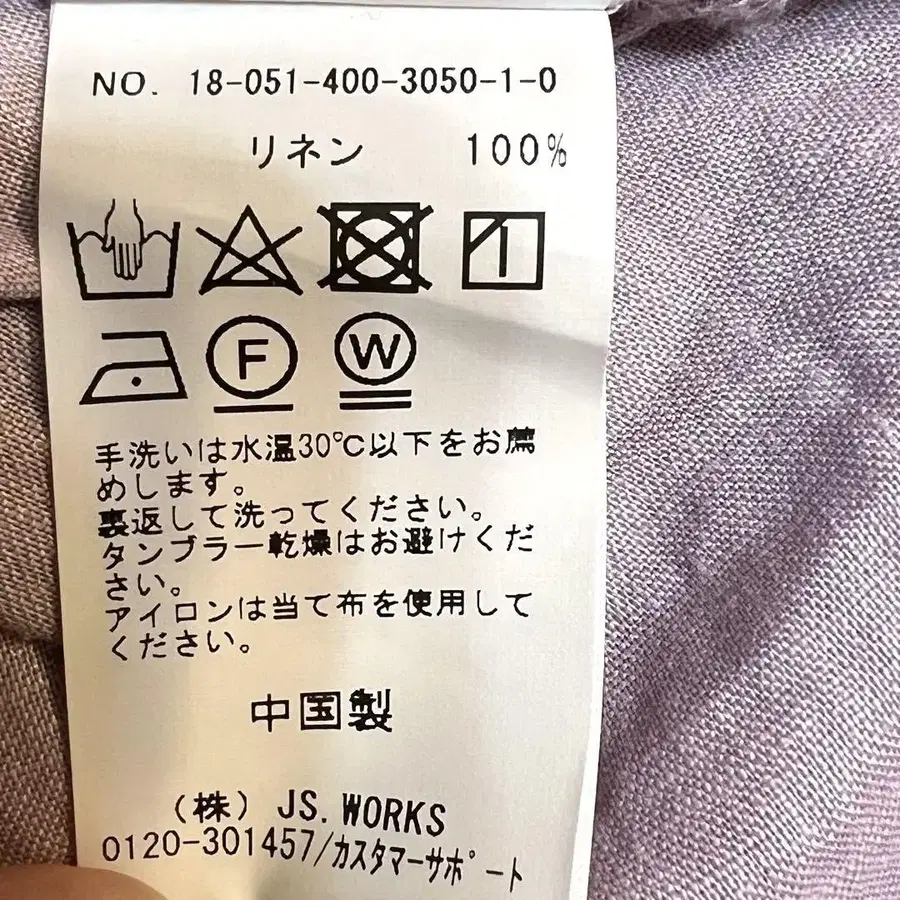 NO. 18-051-400-3050-1-0
リネン 100%
F W
手洗いは水温30℃以下をお薦
めします。
裏返して洗ってください。
タンブラー乾燥はお避けくだ
さい。
アイロンは当て布を使用して
ください。
中国製
(株) JS.WORKS
0120-301457/カスタマーサポート